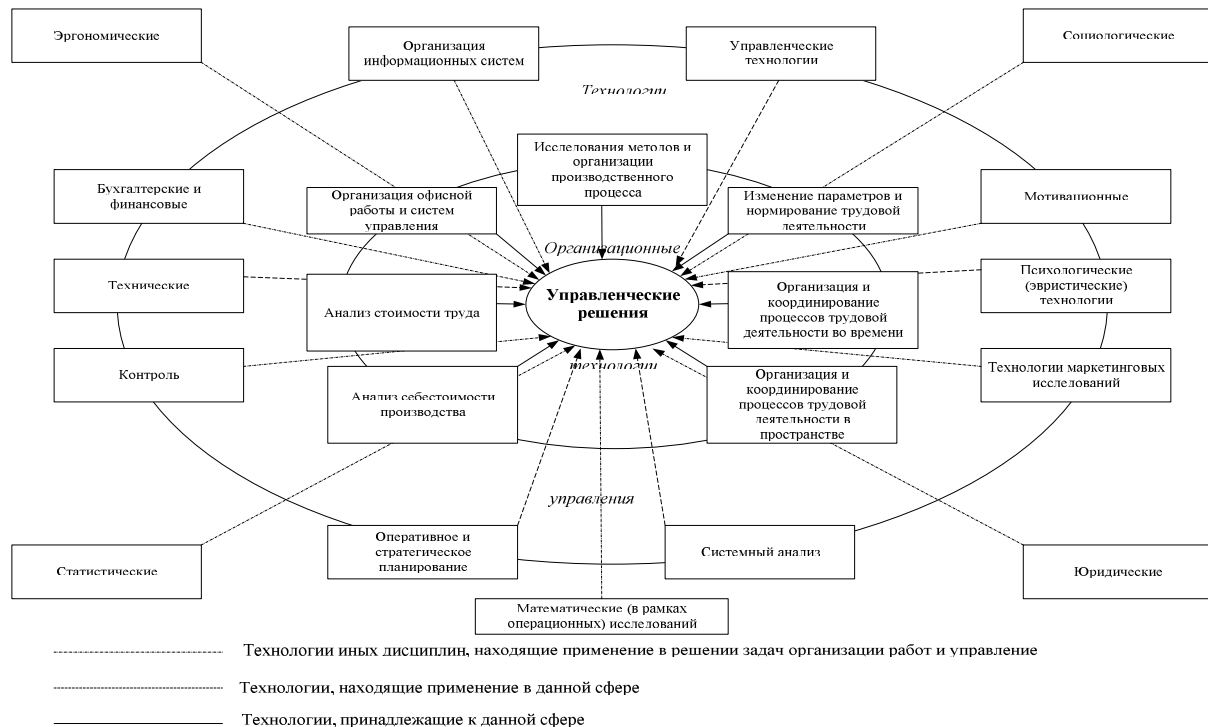 Эргономические
Организация
информационных систем
Управленческие
технологии
Социологические
Технологии
Исследования методов и
организации
производственного
процесса
Бухгалтерские и
финансовые
Организация офисной
работы и систем
управления
Изменение параметров и
нормирование трудовой
деятельности
Мотивационные
Организационные
Технические
Анализ стоимости труда
Управленческие
решения
Организация и
координирование
процессов трудовой
деятельности во времени
Психологические
(эвристические)
технологии
Контроль
технологии
Анализ себестоимости
производства
Организация и
координирование
процессов трудовой
деятельности в
пространстве
Технологии маркетинговых
исследований
управления
Статистические
Оперативное и
стратегическое
планирование
Системный анализ
Юридические
Математические (в рамках
операционных) исследований
Технологии иных дисциплин, находящие применение в решении задач организации работ и управление
Технологии, находящие применение в данной сфере
Технологии, принадлежащие к данной сфере